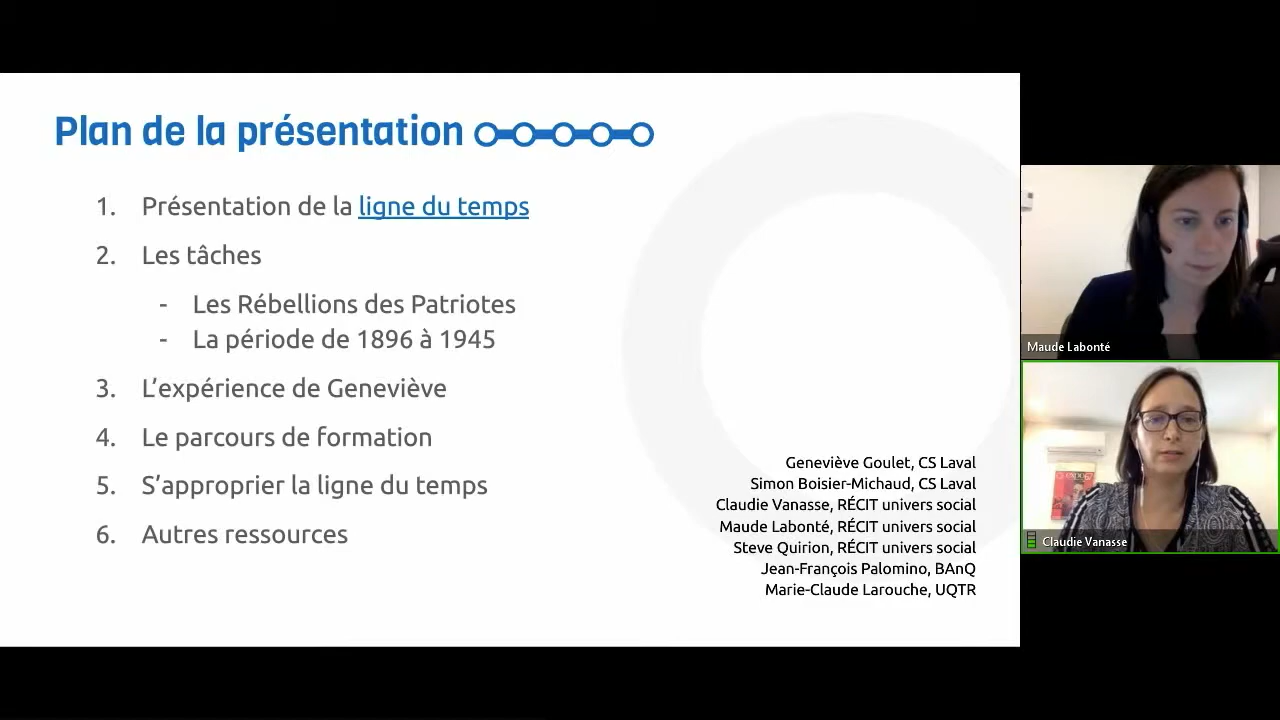 Plan de la présentation
1. Présentation de la ligne du temps
2. Les tâches
- Les Rébellions des Patriotes
- La période de 1896 à 1945
3. L'expérience de Geneviève
4. Le parcours de formation
5. S'approprier la ligne du temps
6. Autres ressources
Geneviève Goulet, CS Laval
Simon Boisier-Michaud, CS Laval
Claudie Vanasse, RÉCIT univers social
Maude Labonté, RÉCIT univers social
Steve Quirion, RÉCIT univers social
Jean-François Palomino, BAnQ
Marie-Claude Larouche, UQTR
Maude Labonté
Claudie Vanasse